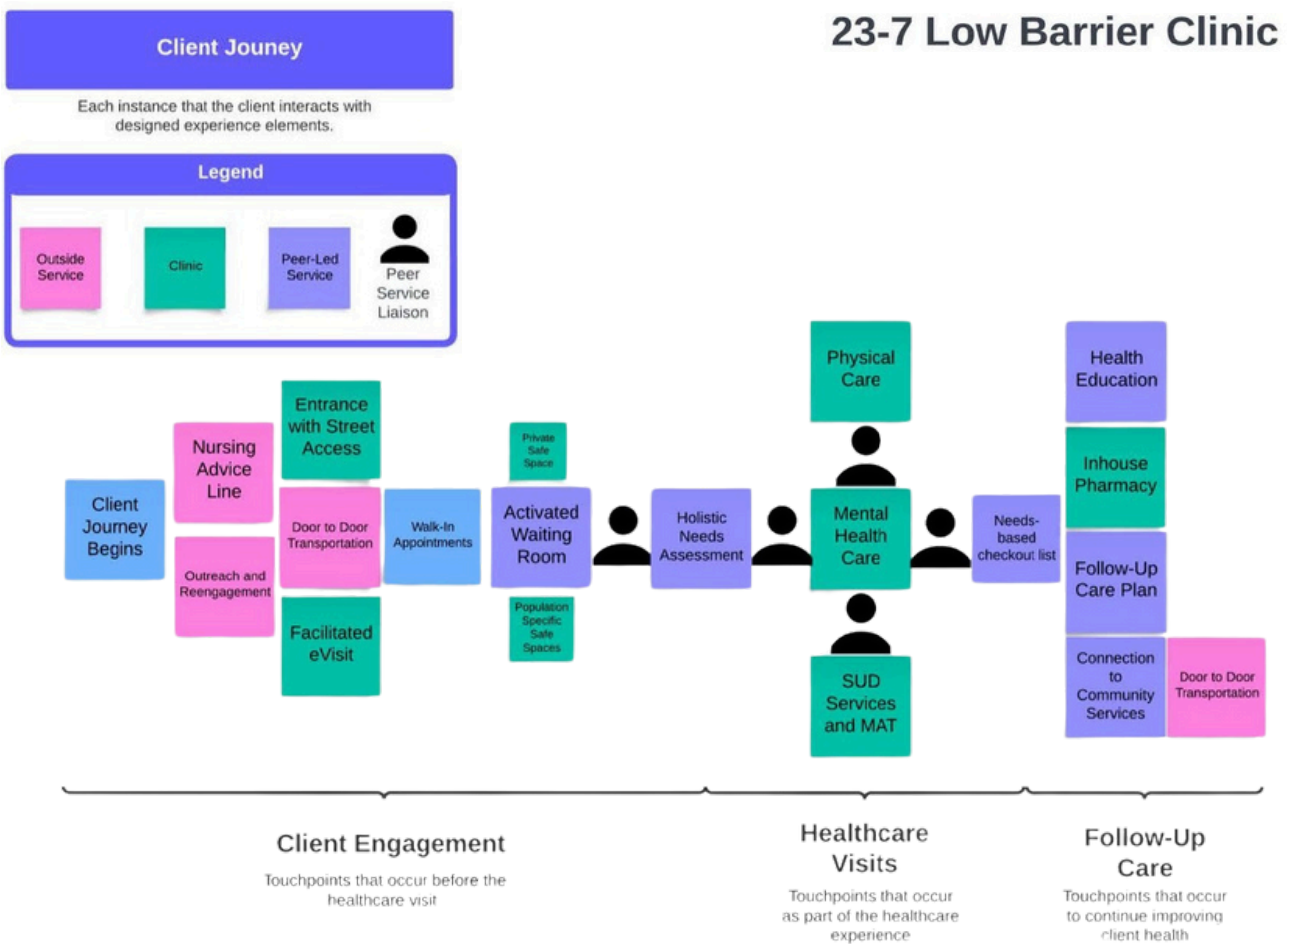 23-7 Low Barrier Clinic
Client Jouney
Each instance that the client interacts with
designed experience elements.
Legend
Outside
Service
Clinic
Peer-Led
Service
Peer
Service
Liaison
Client
Journey
Begins
Nursing
Advice
Line
Outreach and
Reengagement
Entrance
with Street
Access
Door to Door
Transportation
Facilitated
eVisit
Walk-In
Appointments
Private
Safe
Space
Activated
Waiting
Room
Population
Specific
Safe
Spaces
Holistic
Needs
Assessment
Physical
Care
Mental
Health
Care
SUD
Services
and MAT
Needs-
based
checkout list
Health
Education
Inhouse
Pharmacy
Follow-Up
Care Plan
Connection
to
Community
Services
Door to Door
Transportation
Client Engagement
Touchpoints that occur before the
healthcare visit
Healthcare
Visits
Touchpoints that occur
as part of the healthcare
experience
Follow-Up
Care
Touchpoints that occur
to continue improving
client health